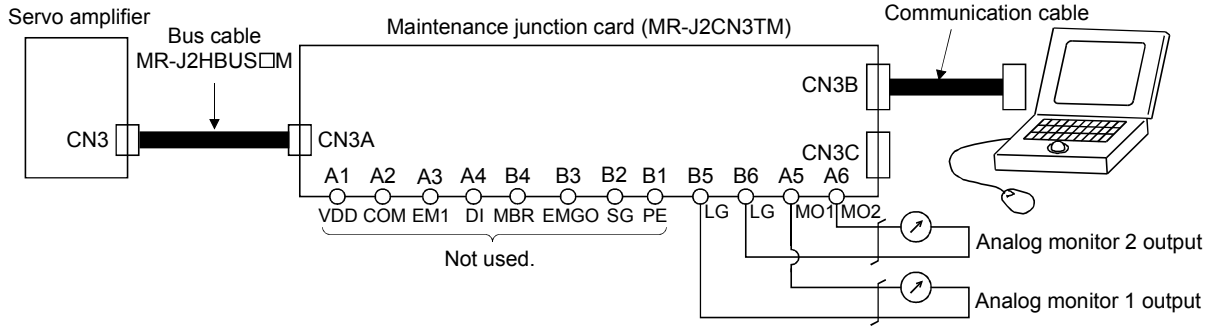 Servo amplifier
Bus cable
MR-J2HBUS□M
Maintenance junction card (MR-J2CN3TM)
Communication cable
CN3
CN3A
CN3B
CN3C
A1 A2 A3 A4 B4 B3 B2 B1 B5 B6 A5 A6
VDD COM EM1 DI MBR EMGO SG PE LG LG MO1 MO2
Not used.
Analog monitor 2 output
Analog monitor 1 output